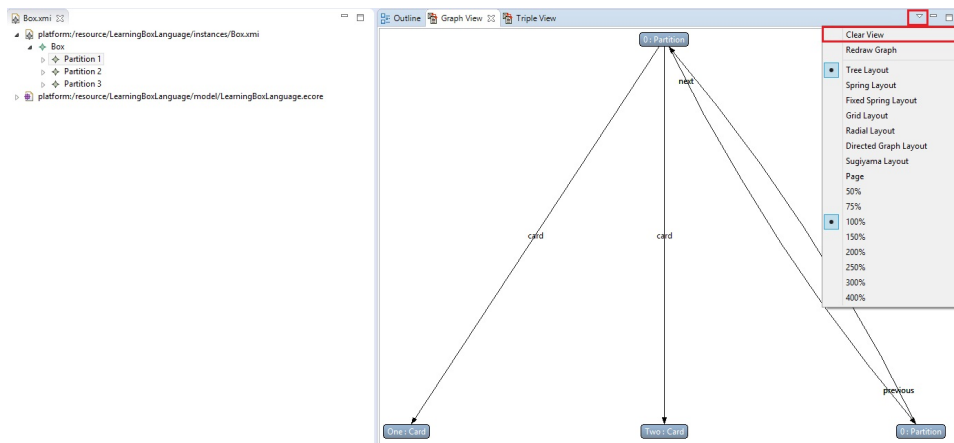 Box.xmi
platform:/resource/LearningBoxLanguage/instances/Box.xmi
Box
Partition 1
Partition 2
Partition 3
platform:/resource/LearningBoxLanguage/model/LearningBoxLanguage.ecore
Outline Graph View Triple View
0 : Partition
next
card
card
previous
One : Card
Two : Card
0 : Partition
Clear View
Redraw Graph
Tree Layout
Spring Layout
Fixed Spring Layout
Grid Layout
Radial Layout
Directed Graph Layout
Sugiyama Layout
Page
50%
75%
100%
150%
200%
250%
300%
400%